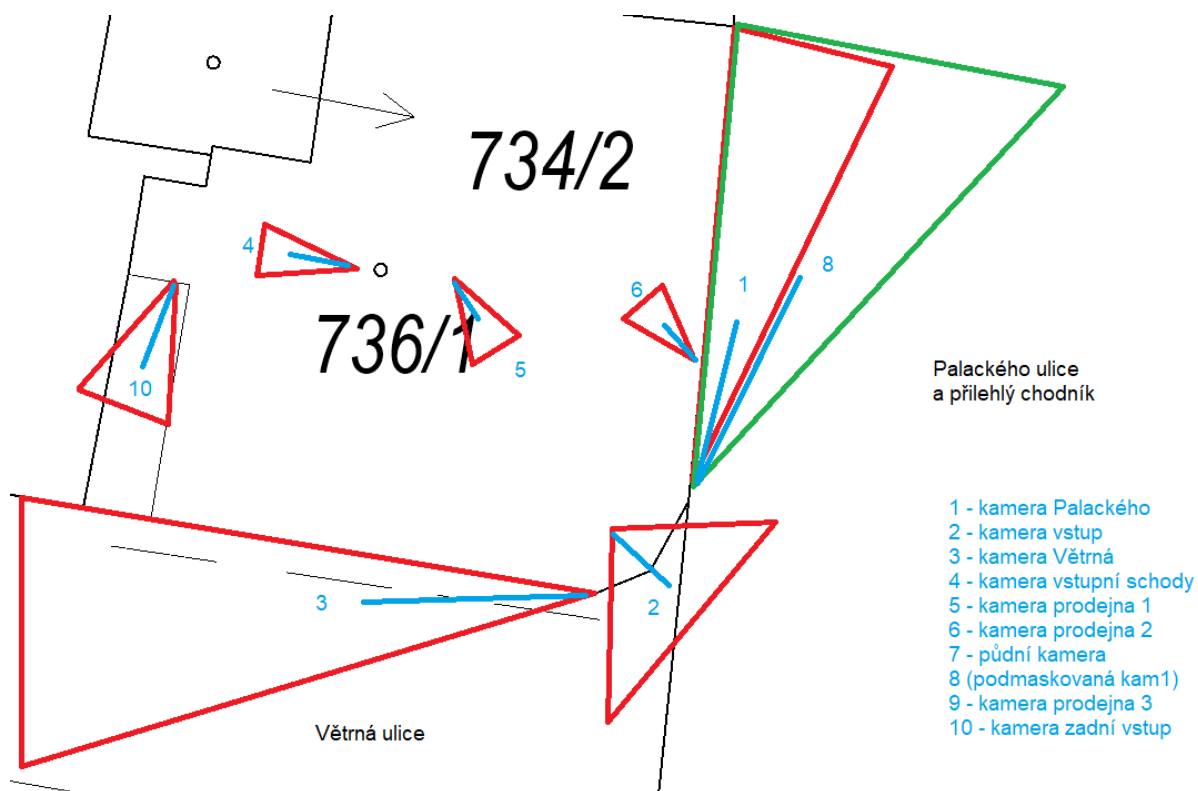 734/2
4
8
6
1
736/1
5
10
Palackého ulice
a přilehlý chodník
1 - kamera Palackého
2 - kamera vstup
3 - kamera Větrná
4 - kamera vstupní schody
5 - kamera prodejna 1
6 - kamera prodejna 2
7 - půdní kamera
8 (podmaskovaná kam1)
9 - kamera prodejna 3
10 - kamera zadní vstup
3
2
Větrná ulice